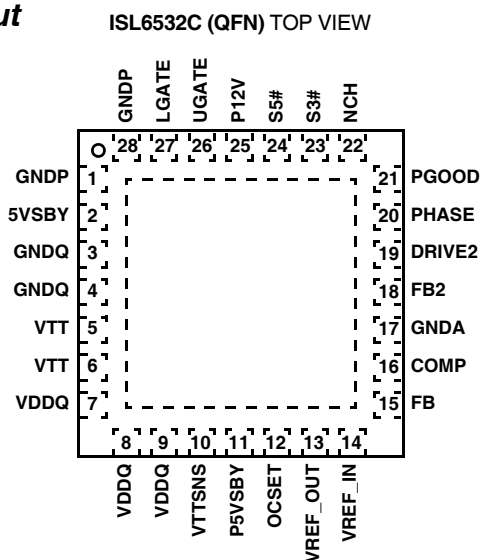 ut
ISL6532C (QFN) TOP VIEW
GNDP
LGATE
UGATE
P12V
S5#
S3#
NCH
28 27 26 25 24 23 22
GNDP 1
5VSBY 2
GNDQ 3
GNDQ 4
VTT 5
VTT 6
VDDQ 7
21 PGOOD
20 PHASE
19 DRIVE2
18 FB2
17 GNDA
16 COMP
15 FB
8 9 10 11 12 13 14
VDDQ
VDDQ
VTTSNS
P5VSBY
OCSET
VREF_OUT
VREF_IN